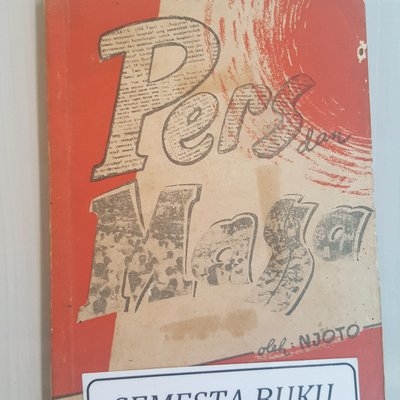 Pers
dan
Massa
oleh: NJOTO
SEMESTA BUKU